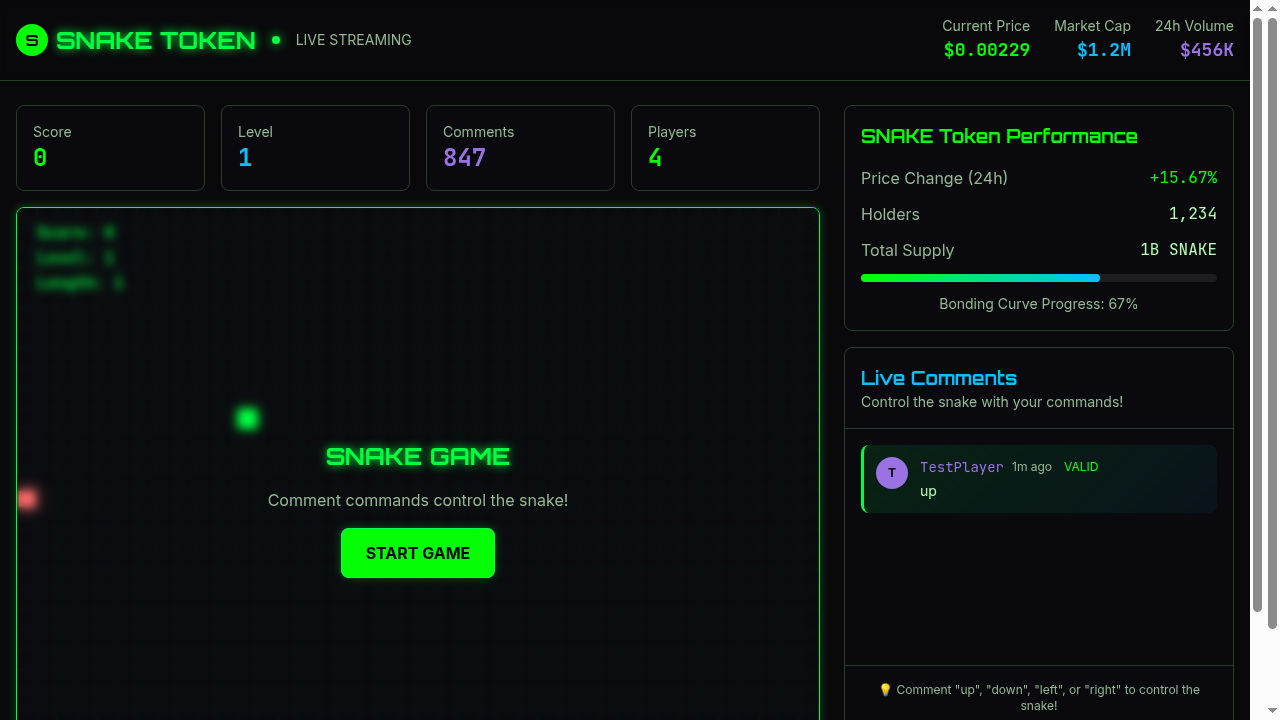 S SNAKE TOKEN LIVE STREAMING
Current Price Market Cap 24h Volume
$0.00229 $1.2M $456K
Score Level Comments Players
0 1 847 4
Level: 1
Length: 1
SNAKE GAME
Comment commands control the snake!
START GAME
SNAKE Token Performance
Price Change (24h) +15.67%
Holders 1,234
Total Supply 1B SNAKE
Bonding Curve Progress: 67%
Live Comments
Control the snake with your commands!
T TestPlayer 1m ago VALID
up
💡 Comment "up", "down", "left", or "right" to control the
snake!